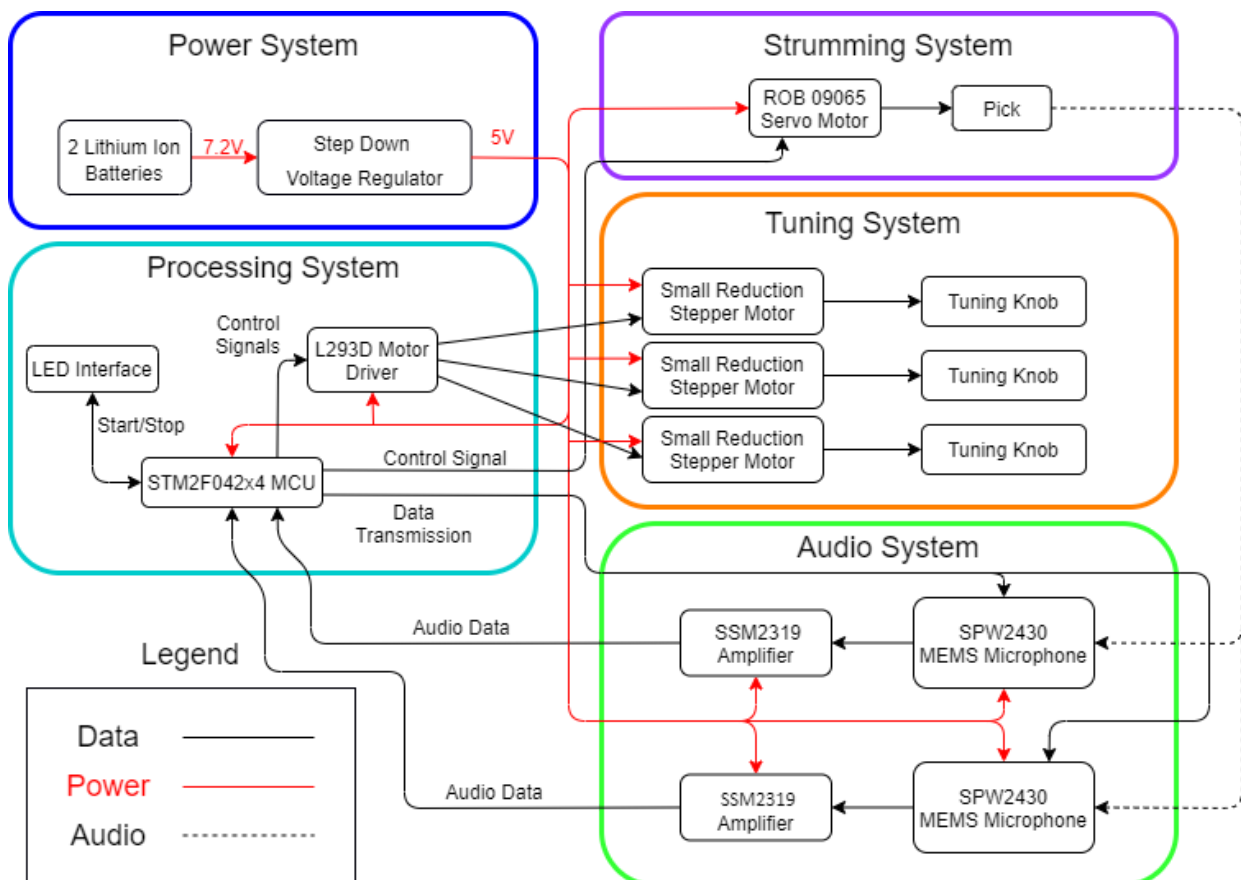 Power System
2 Lithium Ion
Batteries
7.2V
Step Down
Voltage Regulator
5V
Strumming System
ROB 09065
Servo Motor
Pick
Processing System
Control
Signals
L293D Motor
Driver
LED Interface
Start/Stop
STM2F042x4 MCU
Control Signal
Data
Transmission
Tuning System
Small Reduction
Stepper Motor
Tuning Knob
Small Reduction
Stepper Motor
Tuning Knob
Small Reduction
Stepper Motor
Tuning Knob
Audio System
Audio Data
SSM2319
Amplifier
SPW2430
MEMS Microphone
Audio Data
SSM2319
Amplifier
SPW2430
MEMS Microphone
Legend
Data
Power
Audio